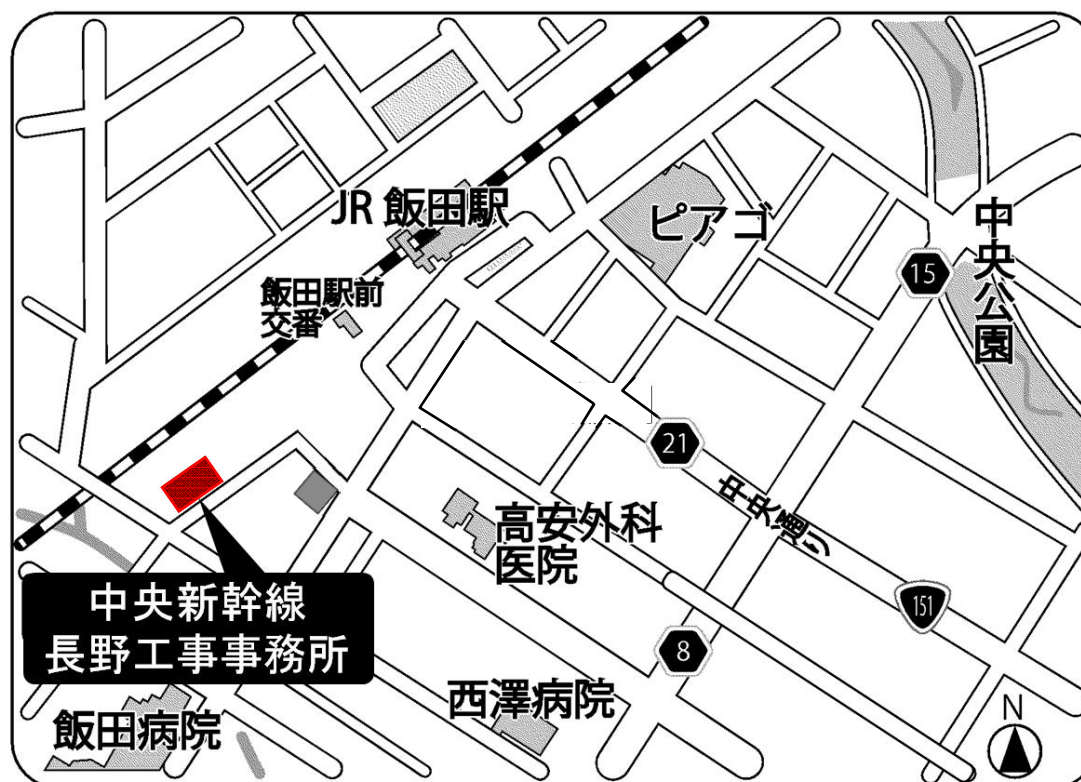 JR 飯田駅
ピアゴ
中央公園
15
飯田駅前
交番
21
中央通り
高安外科
医院
中央新幹線
長野工事事務所
151
8
西澤病院
飯田病院
N